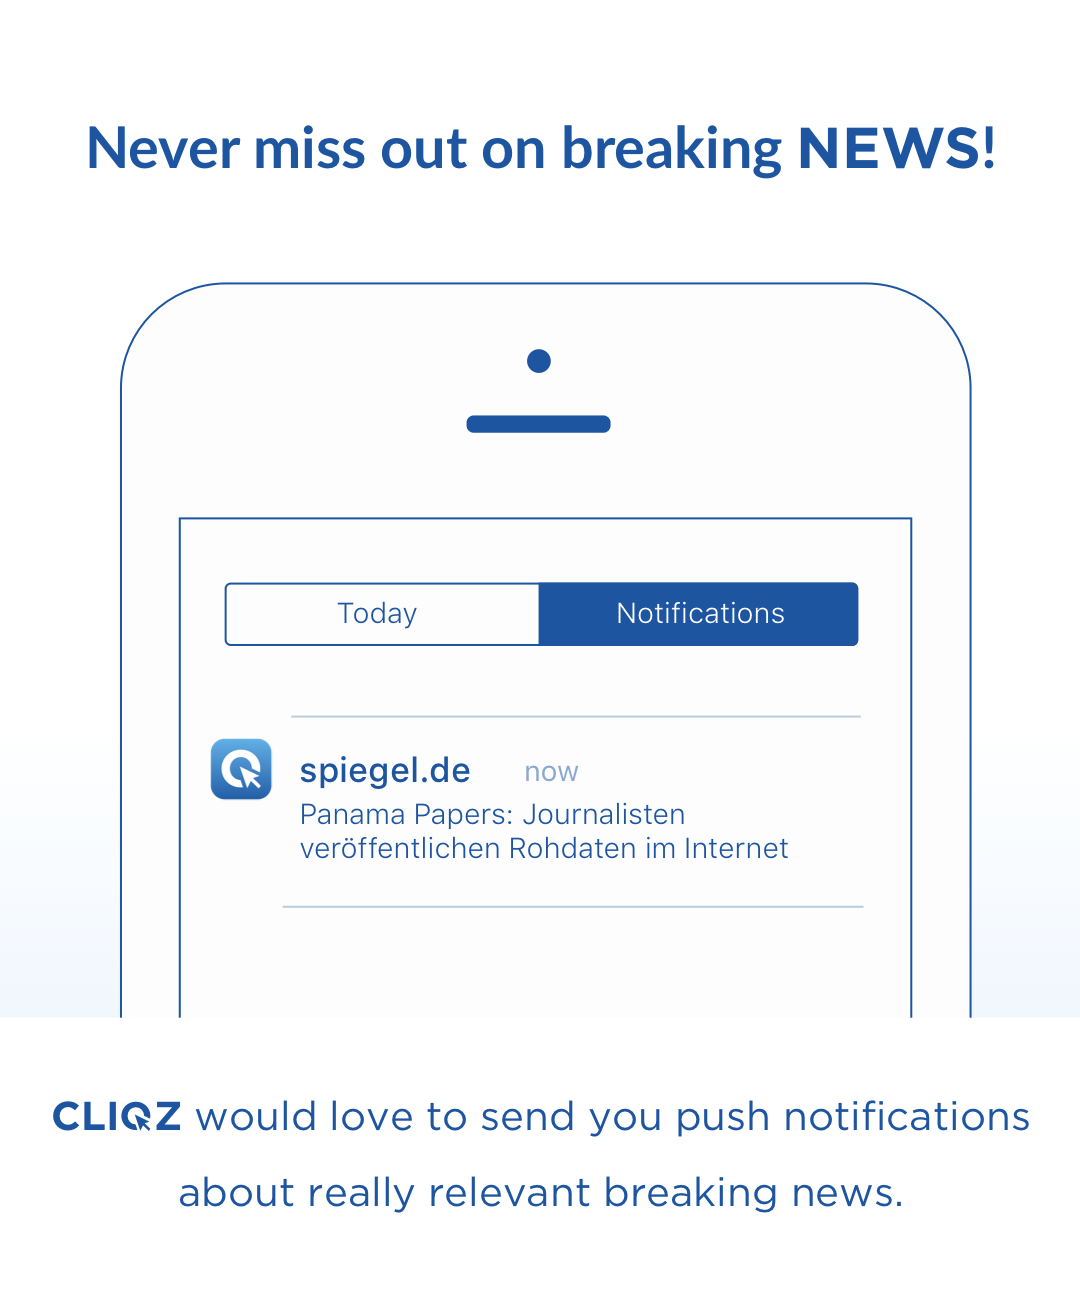 Never miss out on breaking NEWS!
Today
Notifications
spiegel.de now
Panama Papers: Journalisten
veröffentlichen Rohdaten im Internet
CLIQZ would love to send you push notifications
about really relevant breaking news.